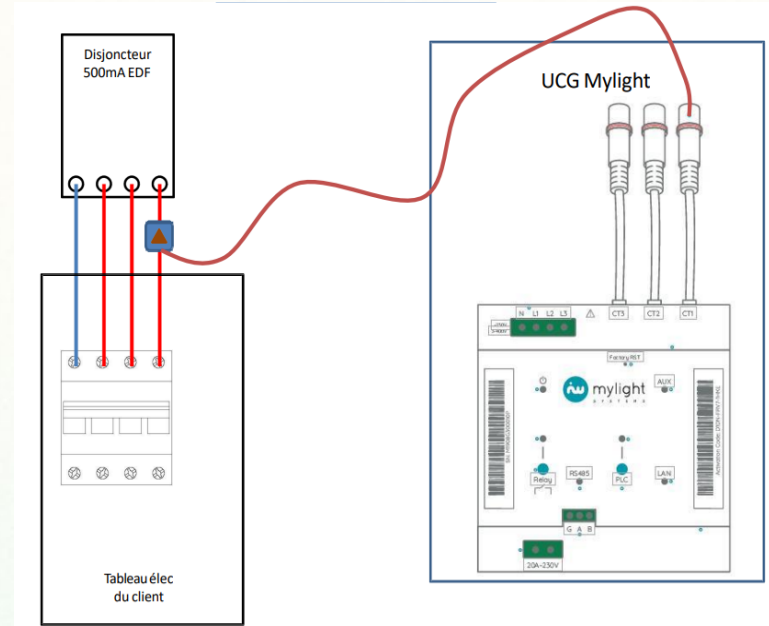 Disjoncteur
500mA EDF
UCG Mylight
N L1 L2 L3
CT3 CT2 CT1
Factory RST
mylight
SYSTEMS
AUX
Relay
RS485
PLC
LAN
G A B
20A~230V
Tableau élec
du client